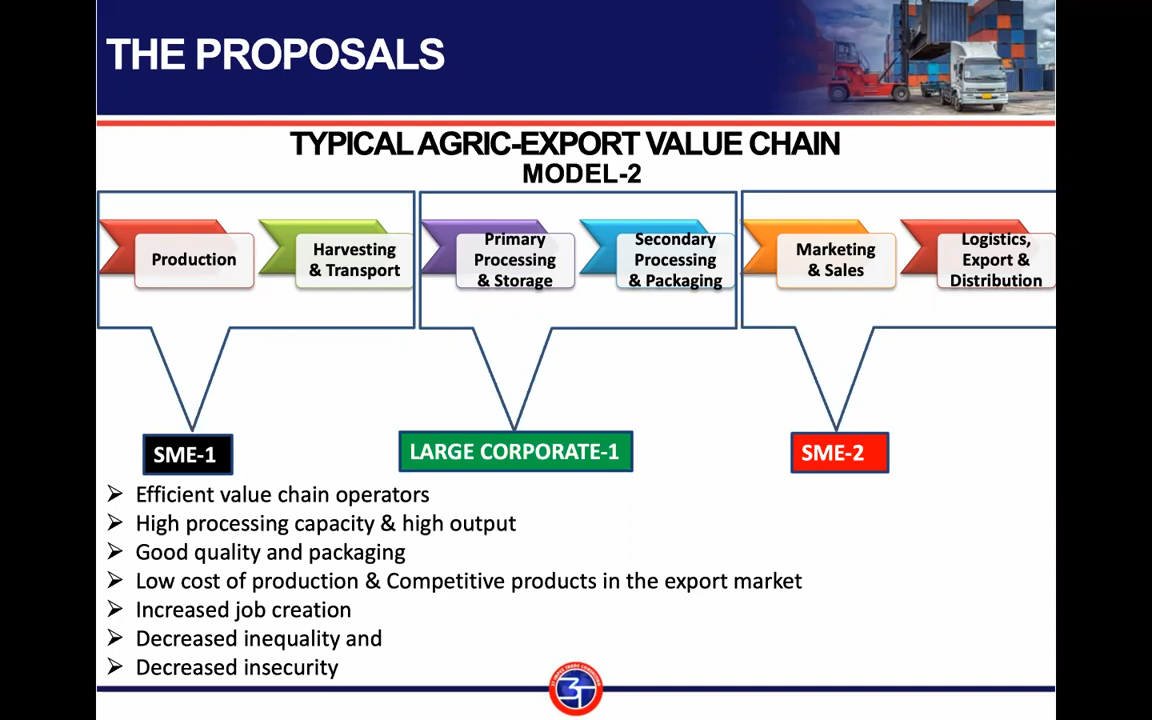 THE PROPOSALS
TYPICAL AGRIC-EXPORT VALUE CHAIN
MODEL-2
Production
Harvesting
& Transport
Primary
Processing
& Storage
Secondary
Processing
& Packaging
Marketing
& Sales
Logistics,
Export &
Distribution
SME-1
LARGE CORPORATE-1
SME-2
➢ Efficient value chain operators
➢ High processing capacity & high output
➢ Good quality and packaging
➢ Low cost of production & Competitive products in the export market
➢ Increased job creation
➢ Decreased inequality and
➢ Decreased insecurity
3T